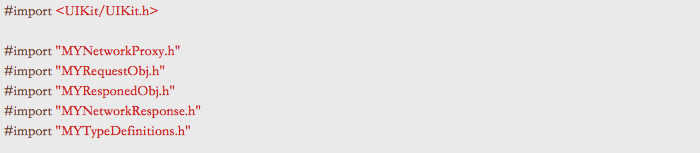 #import <UIKit/UIKit.h>
#import "MYNetworkProxy.h"
#import "MYRequestObj.h"
#import "MYResponedObj.h"
#import "MYNetworkResponse.h"
#import "MYTypeDefinitions.h"